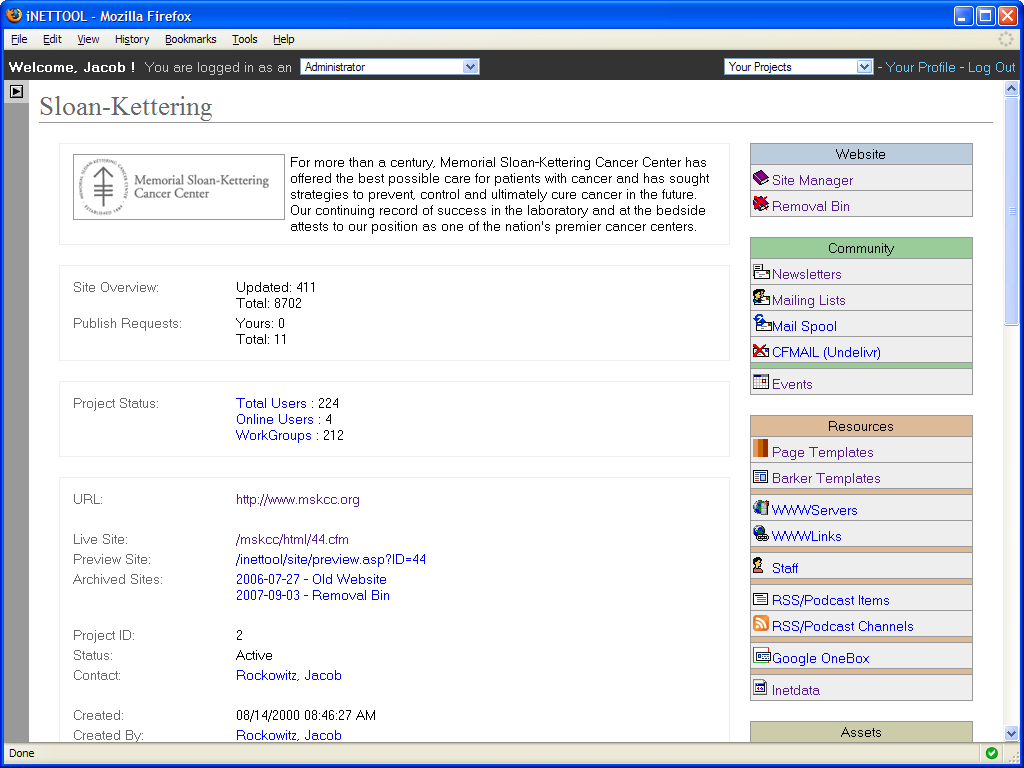 iNETTOOL - Mozilla Firefox
File Edit View History Bookmarks Tools Help
Welcome, Jacob ! You are logged in as an Administrator Your Projects - Your Profile - Log Out
Sloan-Kettering
Memorial Sloan-Kettering
Cancer Center
For more than a century, Memorial Sloan-Kettering Cancer Center has
offered the best possible care for patients with cancer and has sought
strategies to prevent, control and ultimately cure cancer in the future.
Our continuing record of success in the laboratory and at the bedside
attests to our position as one of the nation's premier cancer centers.
Site Overview: Updated: 411
Total: 8702
Publish Requests: Yours: 0
Total: 11
Project Status: Total Users : 224
Online Users : 4
WorkGroups : 212
URL: http://www.mskcc.org
Live Site: /mskcc/html/44.cfm
Preview Site: /inettool/site/preview.asp?ID=44
Archived Sites: 2006-07-27 - Old Website
2007-09-03 - Removal Bin
Project ID: 2
Status: Active
Contact: Rockowitz, Jacob
Created: 08/14/2000 08:46:27 AM
Created By: Rockowitz, Jacob
Website
Site Manager
Removal Bin
Community
Newsletters
Mailing Lists
Mail Spool
CFMAIL (Undelivr)
Events
Resources
Page Templates
Barker Templates
WWWServers
WWWLinks
Staff
RSS/Podcast Items
RSS/Podcast Channels
Google OneBox
Inetdata
Assets
Done